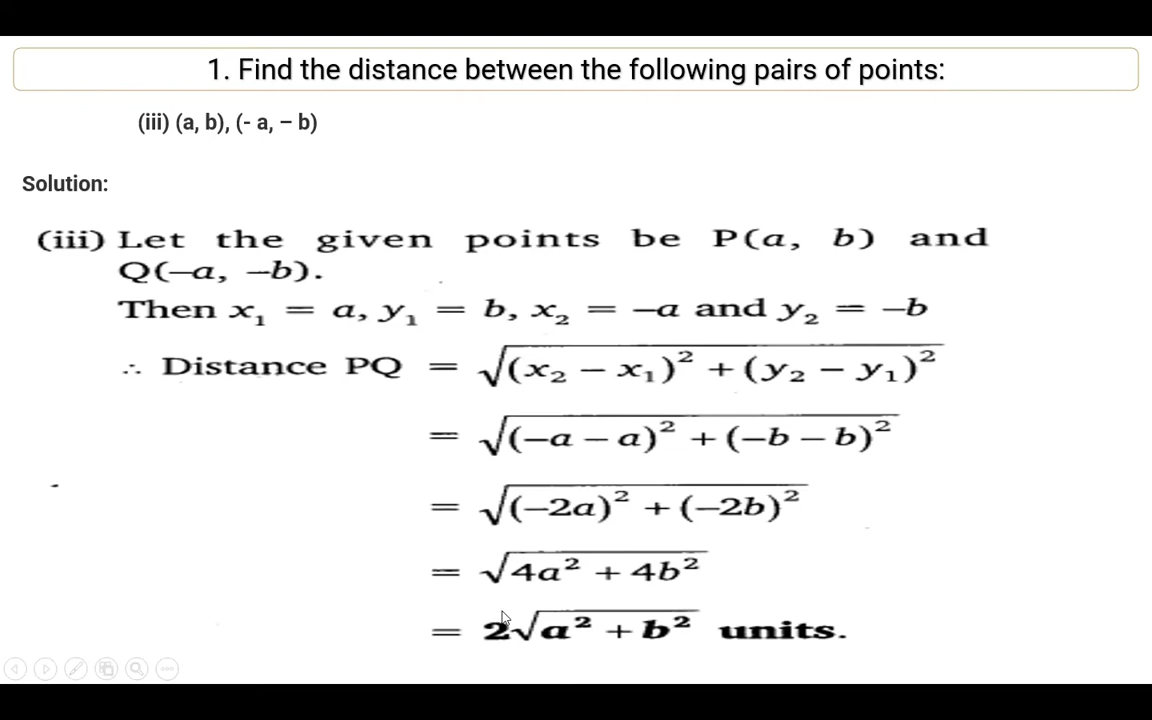 1. Find the distance between the following pairs of points:
(iii) (a, b), (- a, – b)
Solution:
(iii) Let the given points be P(a, b) and
Q(–a, –b).
Then x₁ = a, y₁ = b, x₂ = –a and y₂ = –b
∴ Distance PQ = √(x₂ – x₁)² + (y₂ – y₁)²
= √(–a – a)² + (–b – b)²
= √(–2a)² + (–2b)²
= √4a² + 4b²
= 2√a² + b² units.